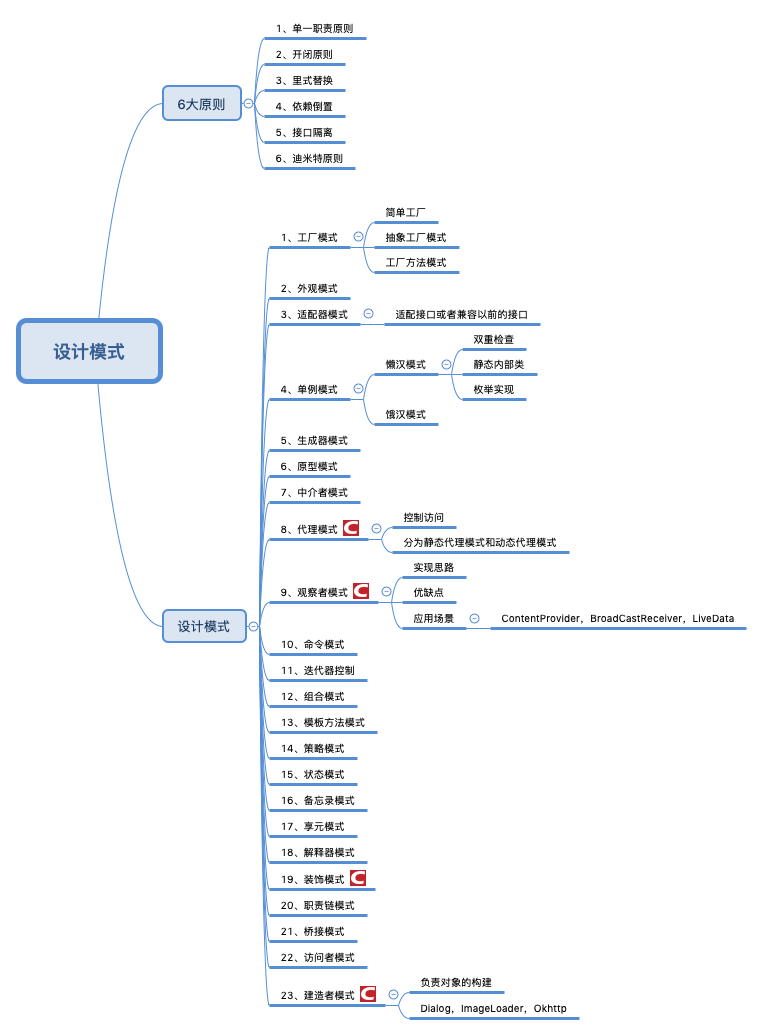 设计模式
6大原则
1、单一职责原则
2、开闭原则
3、里式替换
4、依赖倒置
5、接口隔离
6、迪米特原则
设计模式
1、工厂模式
简单工厂
抽象工厂模式
工厂方法模式
2、外观模式
3、适配器模式
适配接口或者兼容以前的接口
4、单例模式
懒汉模式
双重检查
静态内部类
枚举实现
饿汉模式
5、生成器模式
6、原型模式
7、中介者模式
8、代理模式
控制访问
分为静态代理模式和动态代理模式
9、观察者模式
实现思路
优缺点
应用场景
ContentProvider，BroadCastReceiver，LiveData
10、命令模式
11、迭代器控制
12、组合模式
13、模板方法模式
14、策略模式
15、状态模式
16、备忘录模式
17、享元模式
18、解释器模式
19、装饰模式
20、职责链模式
21、桥接模式
22、访问者模式
23、建造者模式
负责对象的构建
Dialog，ImageLoader，Okhttp